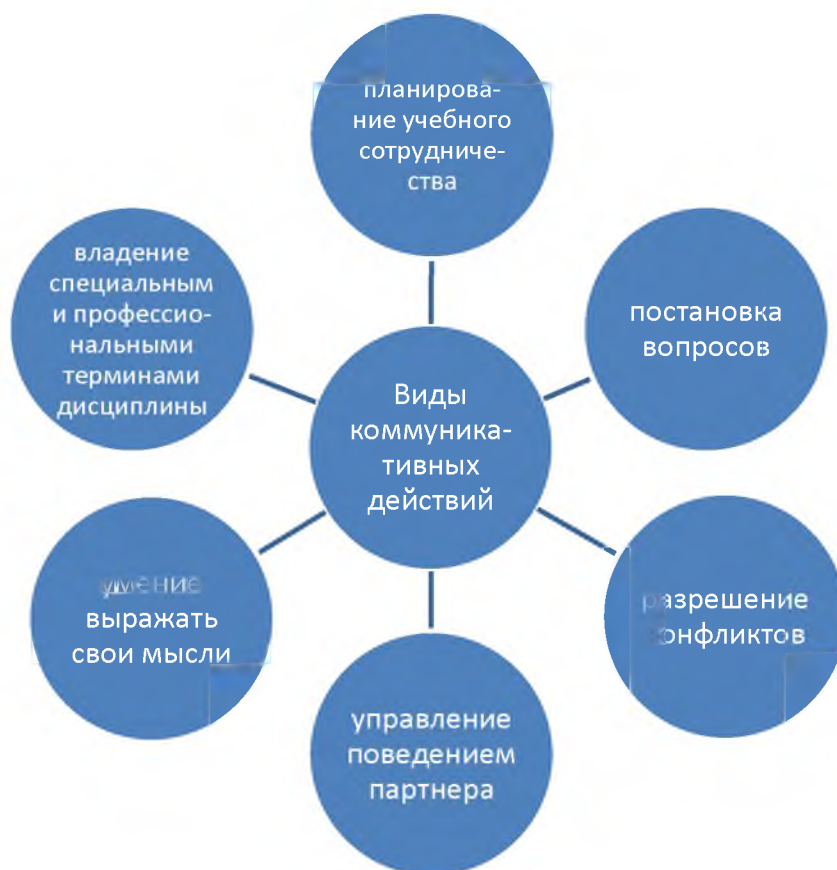 планирова-
ние учебного
сотрудниче-
ства
владение
специальным
и профессио-
нальными
терминами
дисциплины
постановка
вопросов
Виды
коммуника-
тивных
действий
умение
выражать
свои мысли
разрешение
конфликтов
управление
поведением
партнера